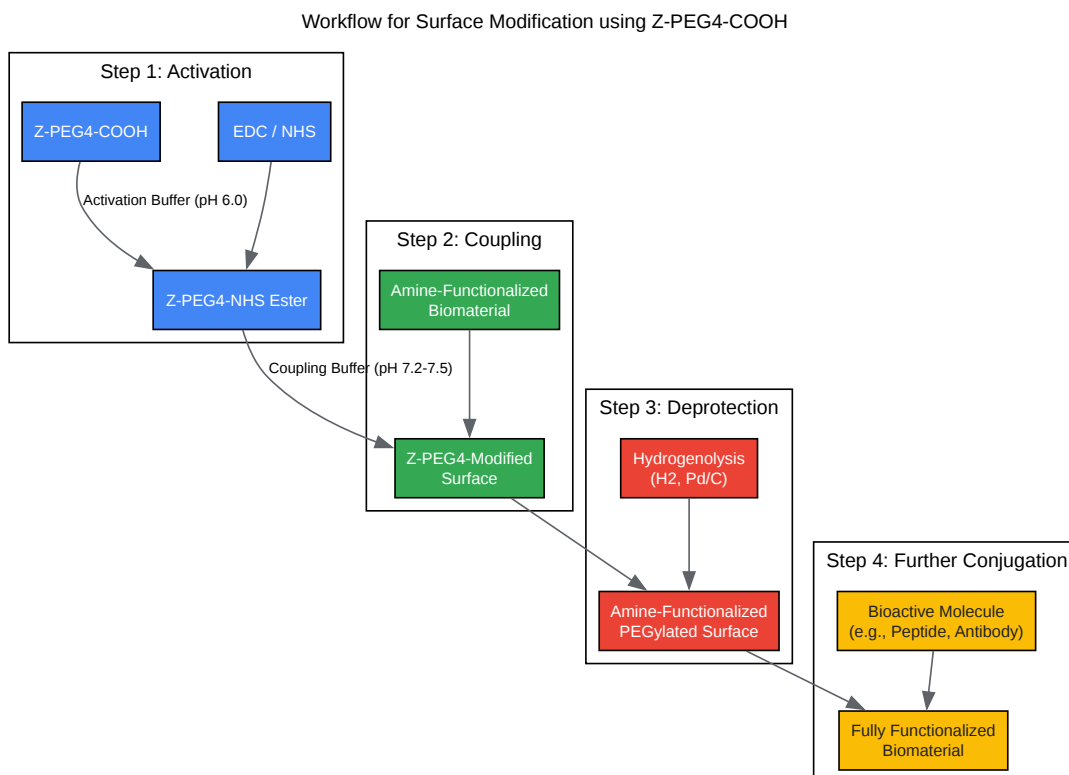 Workflow for Surface Modification using Z-PEG4-COOH
Step 1: Activation
Z-PEG4-COOH
EDC / NHS
Activation Buffer (pH 6.0)
Z-PEG4-NHS Ester
Step 2: Coupling
Amine-Functionalized
Biomaterial
Coupling Buffer (pH 7.2-7.5)
Z-PEG4-Modified
Surface
Step 3: Deprotection
Hydrogenolysis
(H2, Pd/C)
Amine-Functionalized
PEGylated Surface
Step 4: Further Conjugation
Bioactive Molecule
(e.g., Peptide, Antibody)
Fully Functionalized
Biomaterial